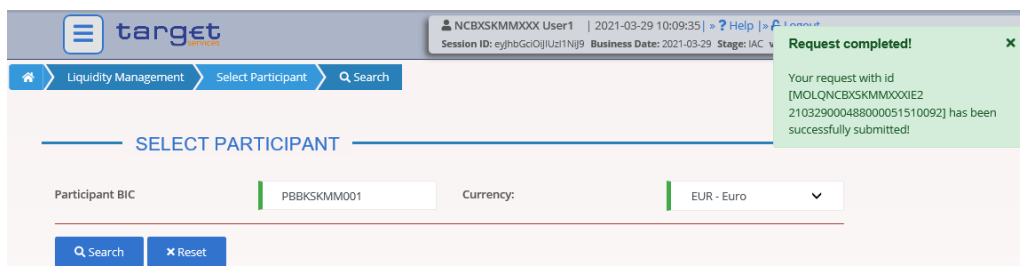 target
services
NCBXSKMMXXX User1 | 2021-03-29 10:09:35| » ? Help |» Logout
Session ID: eyJhbGciOiJIUzI1NiJ9 Business Date: 2021-03-29 Stage: IAC
Request completed! ×
Your request with id
[MOLQNCBXSKMMXXXIE2
210329000488000051510092] has been
successfully submitted!
Liquidity Management Select Participant Search
SELECT PARTICIPANT
Participant BIC PBBKSKMM001 Currency: EUR - Euro
Search × Reset